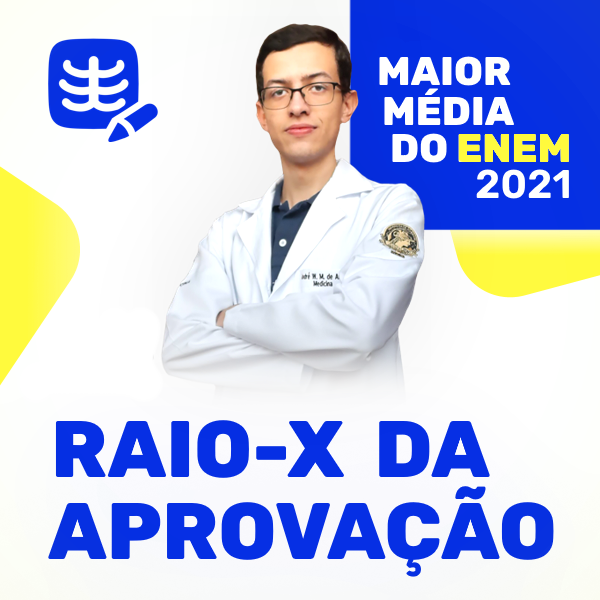 MAIOR
MÉDIA
DO ENEM
2021
Medicina
RAIO-X DA
APROVAÇÃO